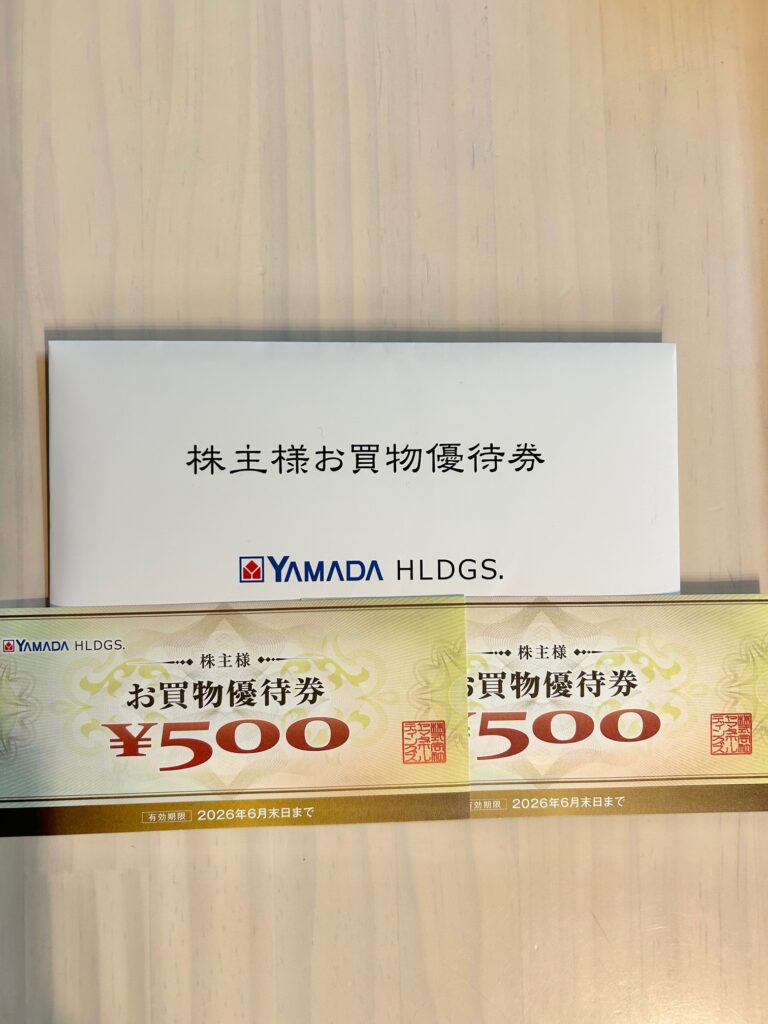 株主様お買物優待券
YAMADA HLDGS.
YAMADA HLDGS.
株主様
お買物優待券
¥500
有効期限 2026年6月末日まで
株主様
買物優待券
500
効期限 2026年6月末日まで